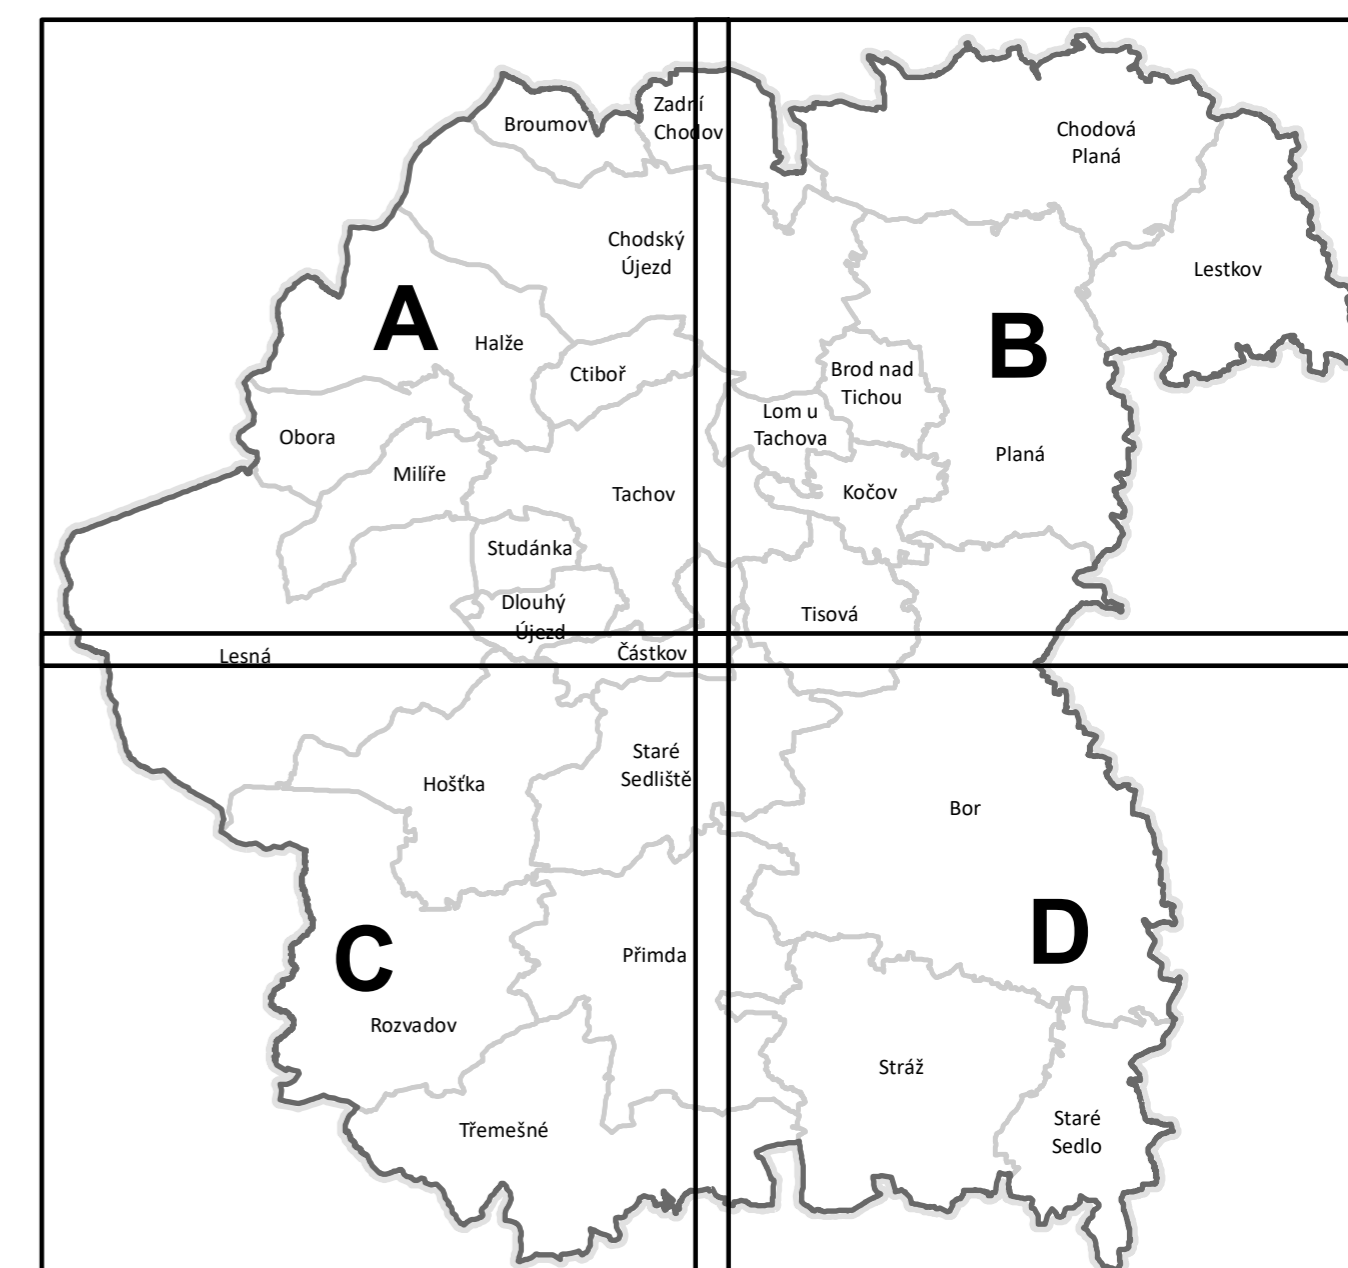 Zadní
Chodov
Broumov
Chodová
Planá
Chodský
Újezd
Lestkov
A
B
Halže
Ctiboř
Brod nad
Tichou
Lom u
Tachova
Obora
Planá
Milíře
Tachov
Kočov
Studánka
Dlouhý
Újezd
Tisová
Lesná
Částkov
Staré
Sedliště
Hošťka
Bor
C
D
Přimda
Rozvadov
Stráž
Třemešné
Staré
Sedlo